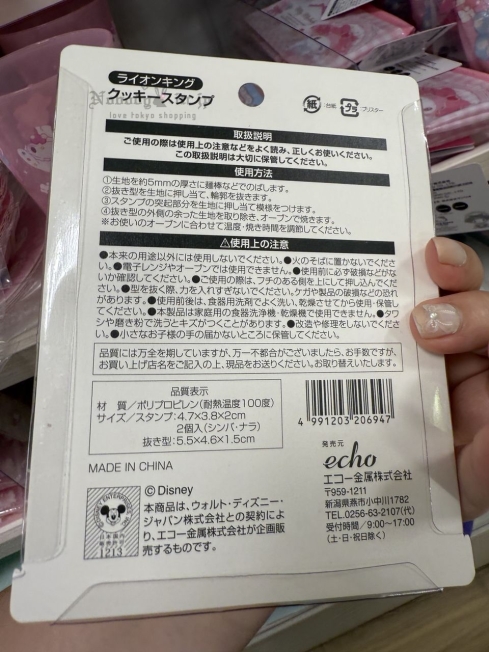 ライオンキング
クッキースタンプ
love tokyo shopping
紙
台紙
プラ
ブリスター
取扱説明
ご使用の際は使用上の注意などをよく読み、正しくお使いください。
この取扱説明は大切に保管してください。
使用方法
①生地を約5mmの厚さに麺棒などでのばします。
②抜き型を生地に押し当て、輪郭を抜きます。
③スタンプの突起部分を生地に押し当て模様をつけます。
④抜き型の外側の余った生地を取り除き、オーブンで焼きます。
※お使いのオーブンに合わせて温度・焼き時間を調節してください。
⚠使用上の注意
●本来の用途以外には使用しないでください。●火のそばに置かないでくださ
い。●電子レンジやオーブンでは使用できません。●使用前に必ず破損などがな
いか確認してください。●ご使用の際は、フチのある側を上にして押し込んでくだ
さい。●型を抜く際、力を入れすぎないでください。ケガや製品の破損などの恐れ
があります。●使用前後は、食器用洗剤でよく洗い、乾燥させてから使用・保管し
てください。●本製品は家庭用の食器洗浄機・乾燥機で使用できません。●タワ
シや磨き粉で洗うとキズがつくことがあります。●改造や修理をしないでくださ
い。●小さなお子様の手の届かないところに保管してください。
品質には万全を期していますが、万一不都合がございましたら、お手数ですが、
お買い上げ店名をご記入の上、現品をお送りください。お取り替えいたします。
品質表示
材 質／ポリプロピレン(耐熱温度100度)
サイズ／スタンプ:4.7×3.8×2cm
2個入(シンバ・ナラ)
抜き型:5.5×4.6×1.5cm
4 991203 206947
MADE IN CHINA
発売元
echo
エコー金属株式会社
〒959-1211
新潟県燕市小中川1782
TEL.0256-63-2107(代)
受付時間／9:00～17:00
(土・日・祝日除く)
©Disney
本商品は、ウォルト・ディズニー・
ジャパン株式会社との契約によ
り、エコー金属株式会社が企画販
売するものです。
1213